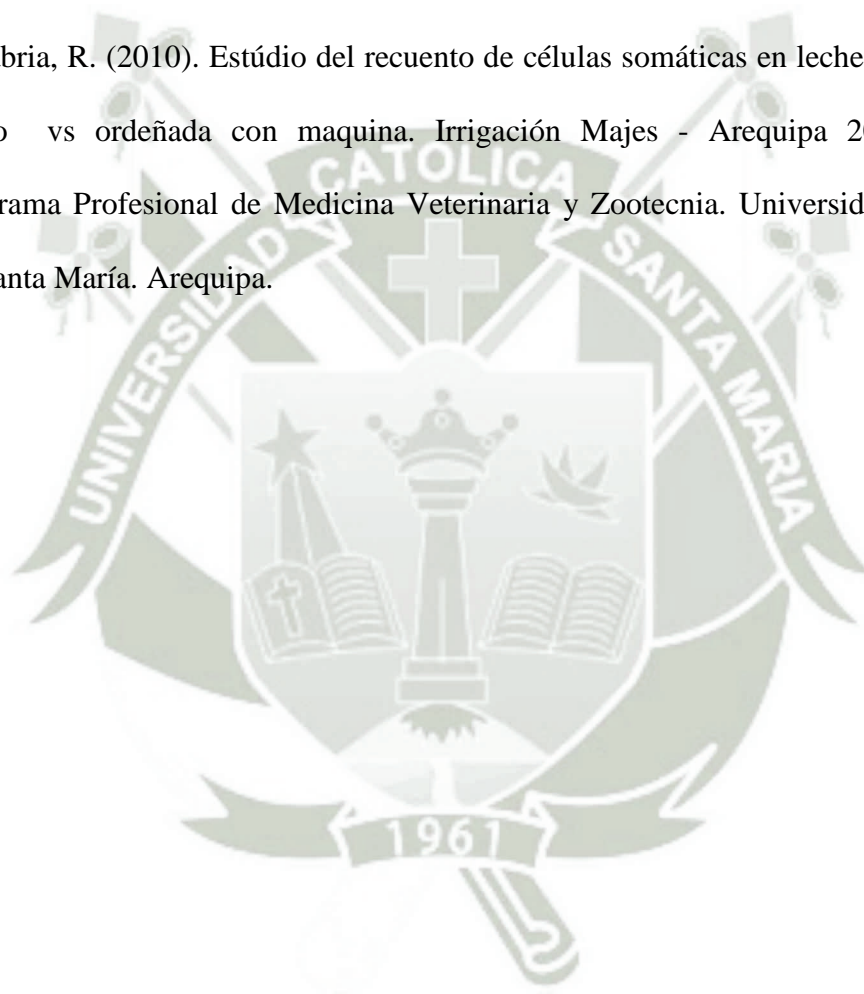 bria, R. (2010). Estúdio del recuento de células somáticas en leche
o vs ordeñada con maquina. Irrigación Majes - Arequipa 20
rama Profesional de Medicina Veterinaria y Zootecnia. Universid
anta María. Arequipa.
UNIVERSIDAD CATOLICA SANTA MARIA
1961